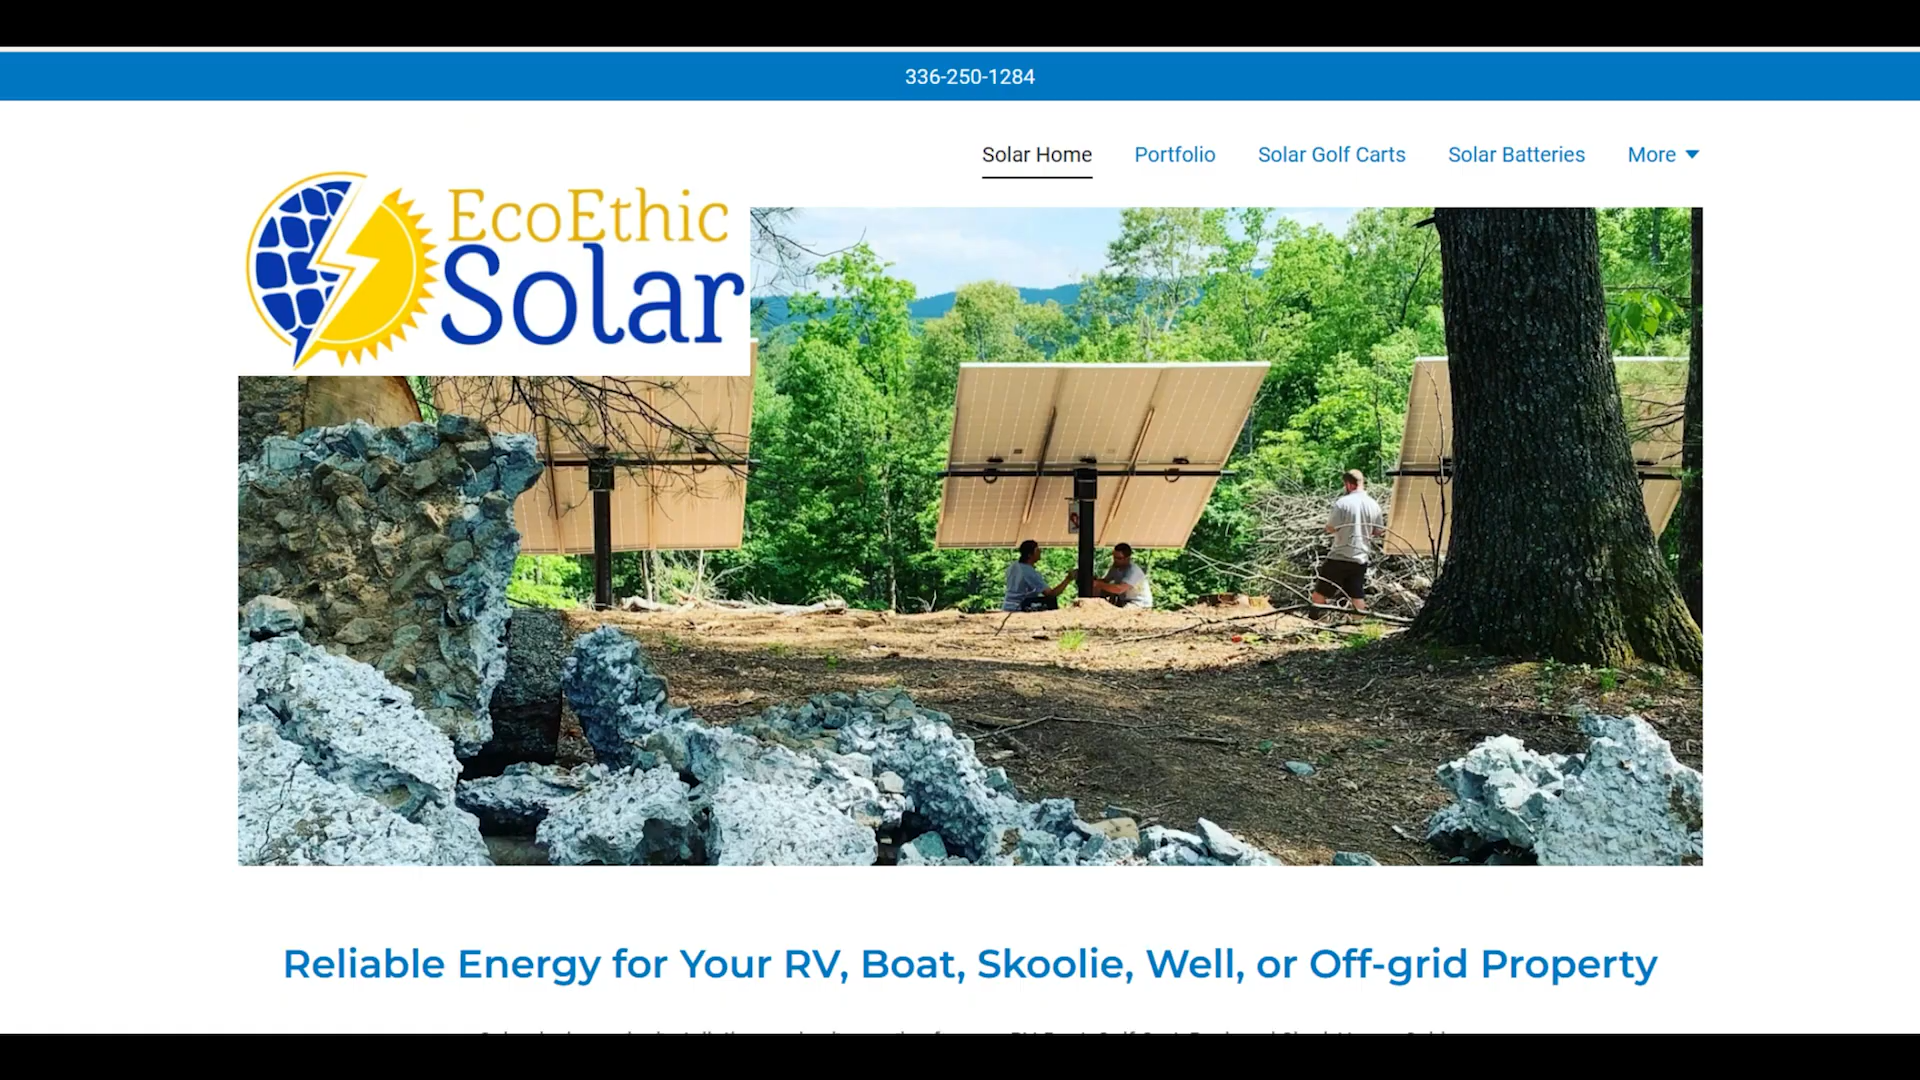 336-250-1284
Solar Home Portfolio Solar Golf Carts Solar Batteries More
EcoEthic
Solar
Reliable Energy for Your RV, Boat, Skoolie, Well, or Off-grid Property